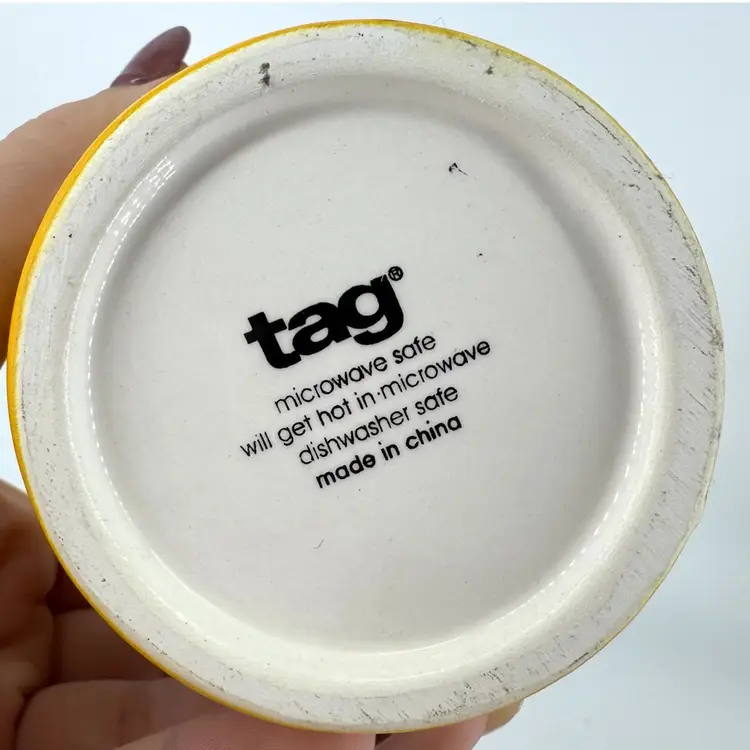 tag®
microwave safe
will get hot in·microwave
dishwasher safe
made in china